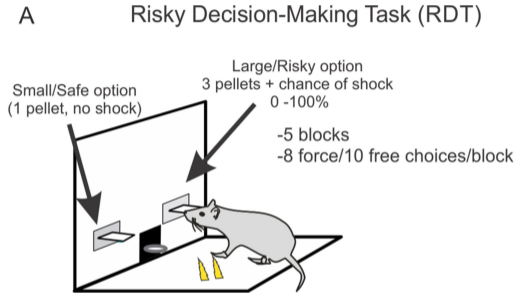 A
Risky Decision-Making Task (RDT)
Small/Safe option
(1 pellet, no shock)
Large/Risky option
3 pellets + chance of shock
0 -100%
-5 blocks
-8 force/10 free choices/block